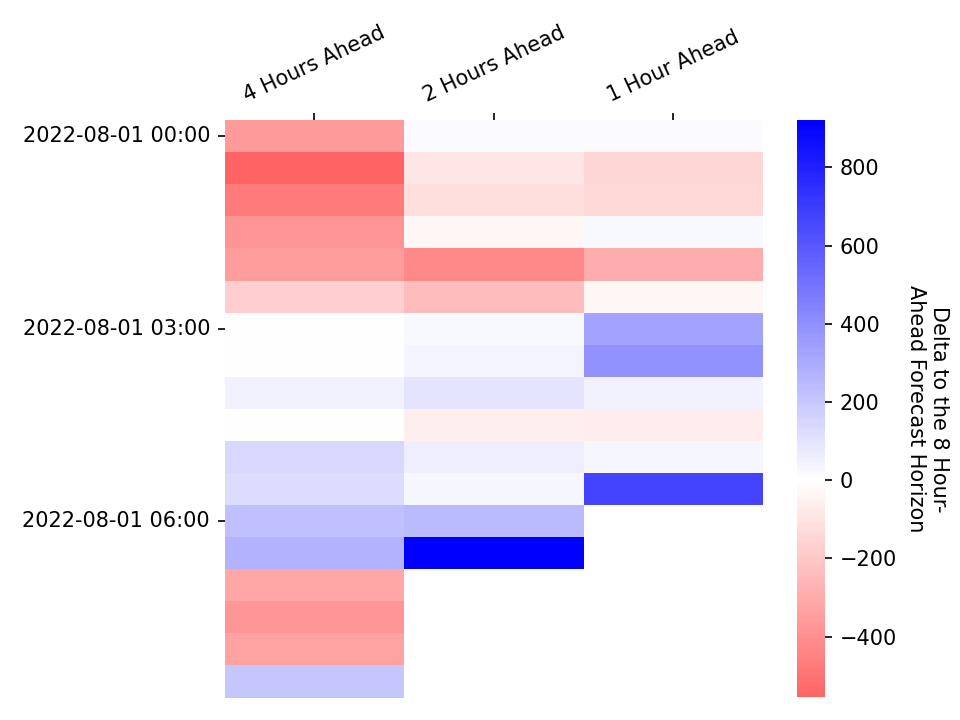 4 Hours Ahead
2 Hours Ahead
1 Hour Ahead
2022-08-01 00:00
2022-08-01 03:00
2022-08-01 06:00
800
600
400
200
0
−200
−400
Delta to the 8 Hour-
Ahead Forecast Horizon